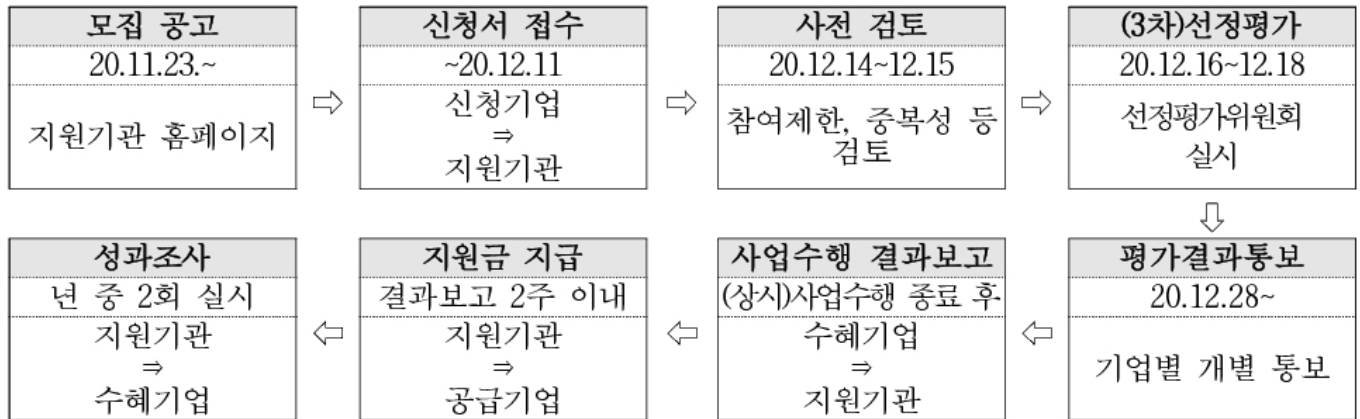 모집 공고
20.11.23.~
지원기관 홈페이지
⇨
신청서 접수
~20.12.11
신청기업
⇒
지원기관
⇨
사전 검토
20.12.14~12.15
참여제한, 중복성 등
검토
⇨
(3차)선정평가
20.12.16~12.18
선정평가위원회
실시
⇩
평가결과통보
20.12.28~
기업별 개별 통보
⇦
사업수행 결과보고
(상시)사업수행 종료 후
수혜기업
⇒
지원기관
⇦
지원금 지급
결과보고 2주 이내
지원기관
⇒
공급기업
⇦
성과조사
년 중 2회 실시
지원기관
⇒
수혜기업